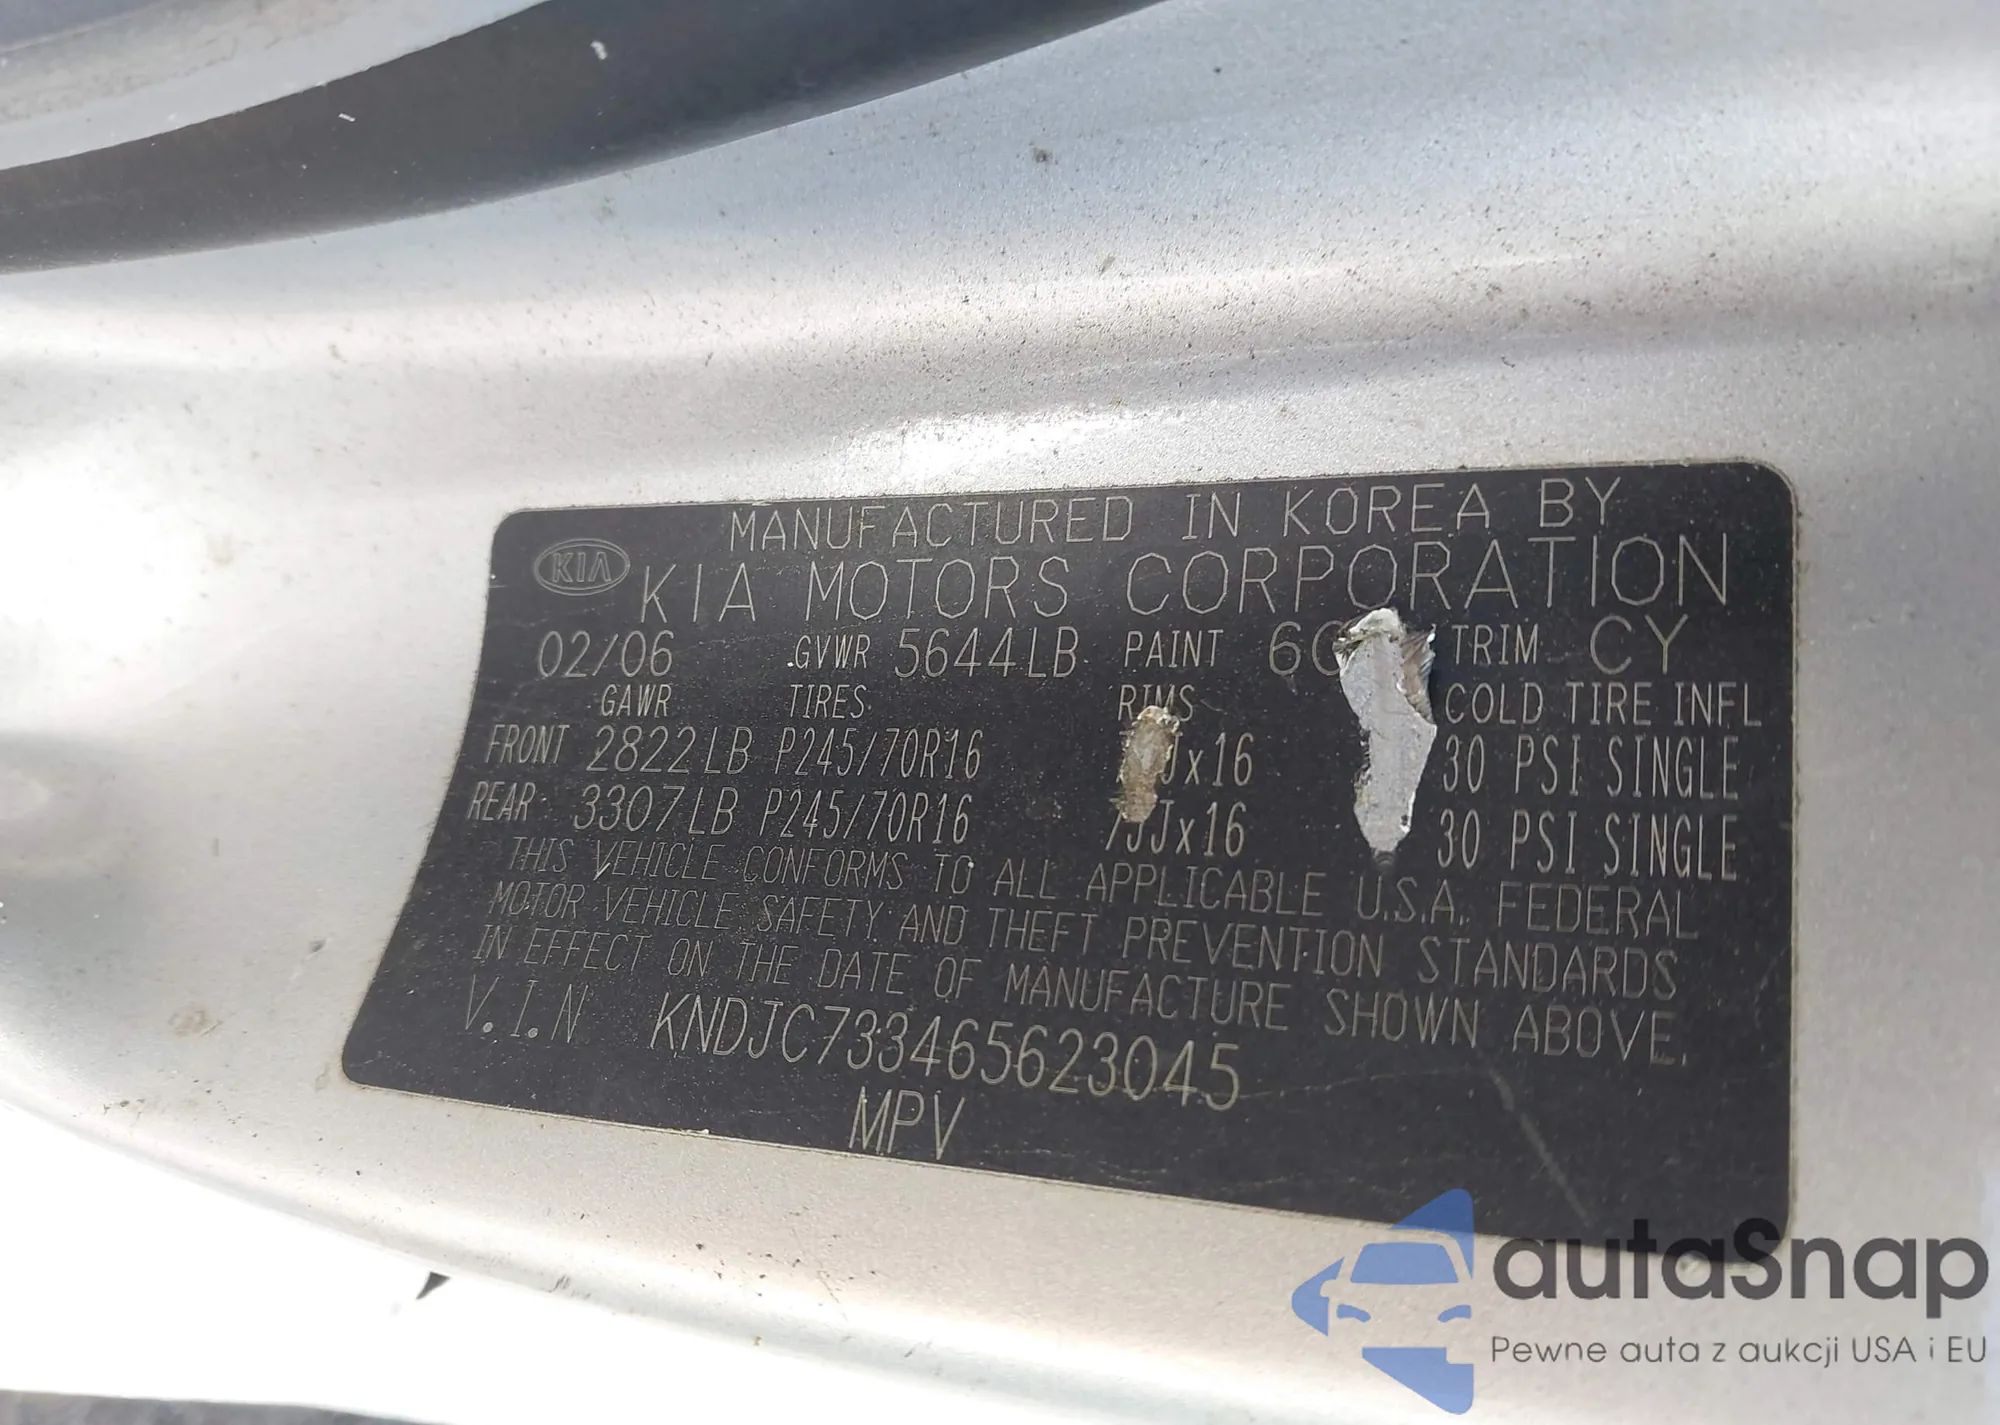 MANUFACTURED IN KOREA BY
KIA KIA MOTORS CORPORATION
02/06 GVWR 5644LB PAINT TRIM CY
GAWR TIRES RIMS COLD TIRE INFL
FRONT 2822LB P245/70R16 30 PSI SINGLE
REAR 3307LB P245/70R16 30 PSI SINGLE
THIS VEHICLE CONFORMS TO ALL APPLICABLE U.S.A. FEDERAL
MOTOR VEHICLE SAFETY AND THEFT PREVENTION STANDARDS
IN EFFECT ON THE DATE OF MANUFACTURE SHOWN ABOVE.
V.I.N KNDJC733465623045
MPV
autaSnap
Pewne auta z aukcji USA i EU